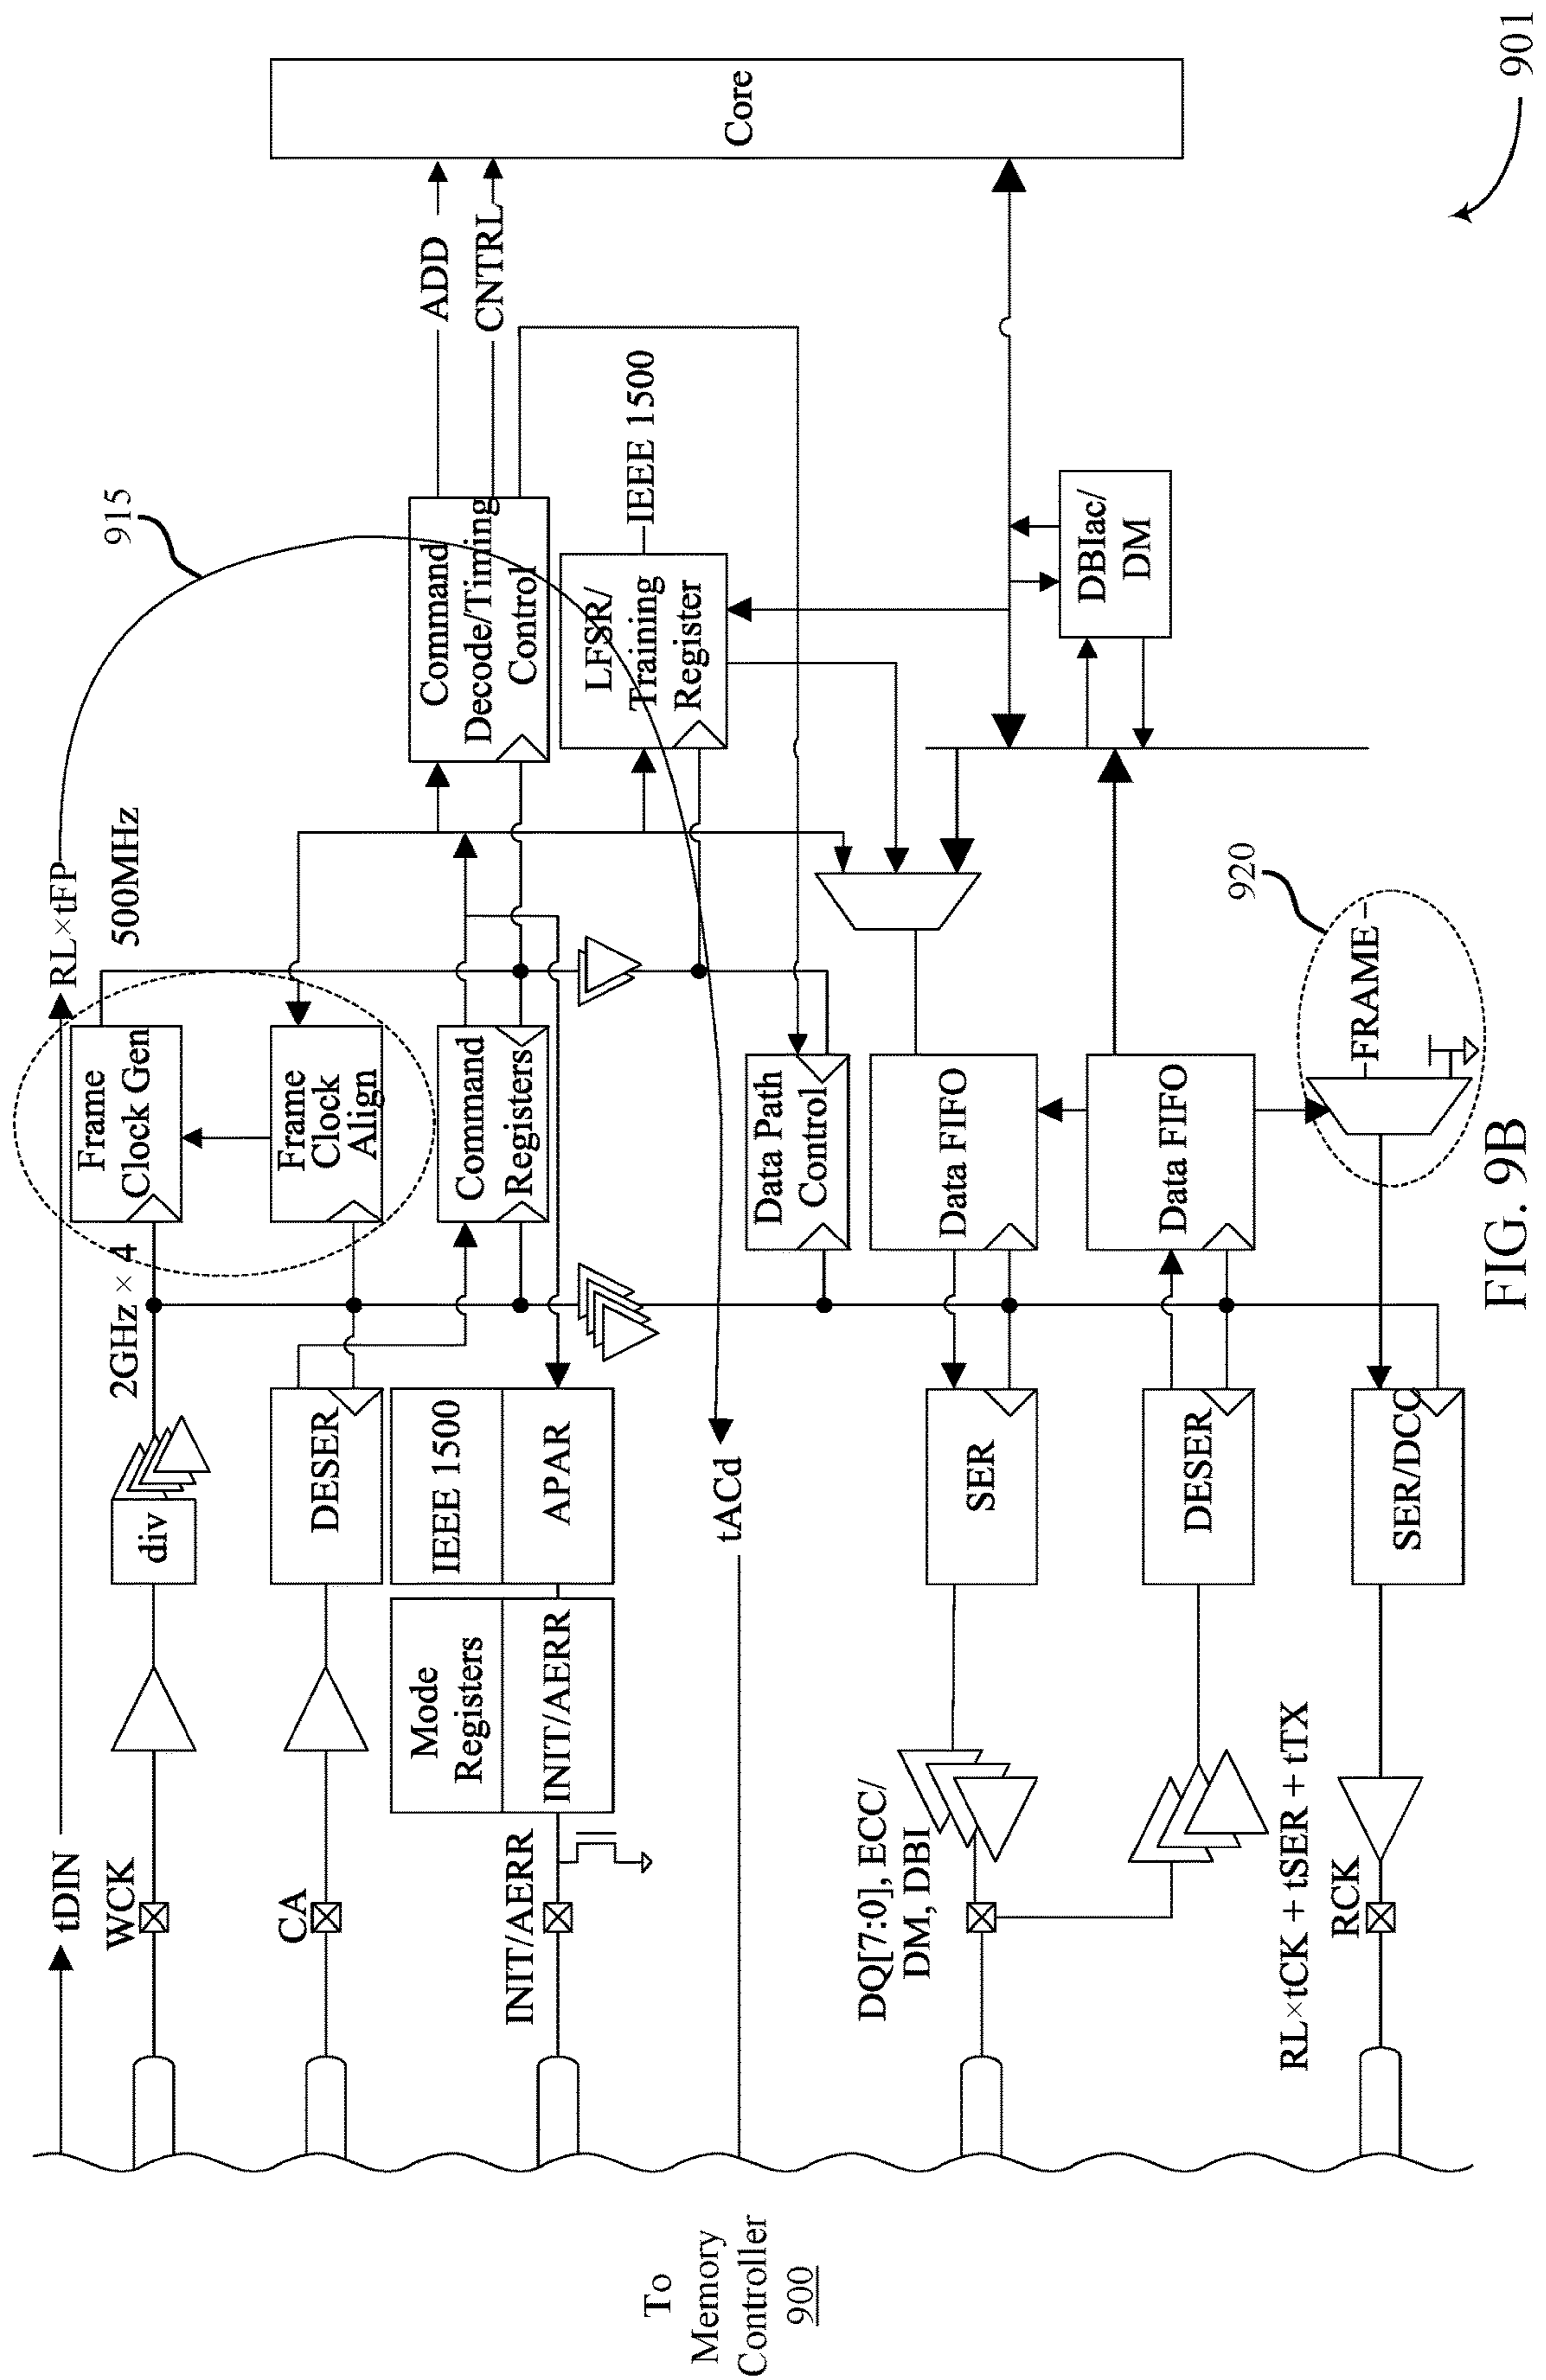 tDIN
RL×tFP
915
WCK
div
2GHz × 4
Frame
Clock Gen
500MHz
CA
DESER
Frame
Clock
Align
Mode
Registers
INIT/AERR
IEEE 1500
APAR
Command
Registers
Command
Decode/Timing
Control
ADD
CNTRL
Core
INIT/AERR
LFSR/
Training
Register
IEEE 1500
To
Memory
Controller
900
tACd
Data Path
Control
DQ[7:0], ECC/
DM, DBI
SER
Data FIFO
DESER
Data FIFO
DBIac/
DM
RL×tCK + tSER + tTX
RCK
SER/DCC
FRAME
920
901
FIG. 9B